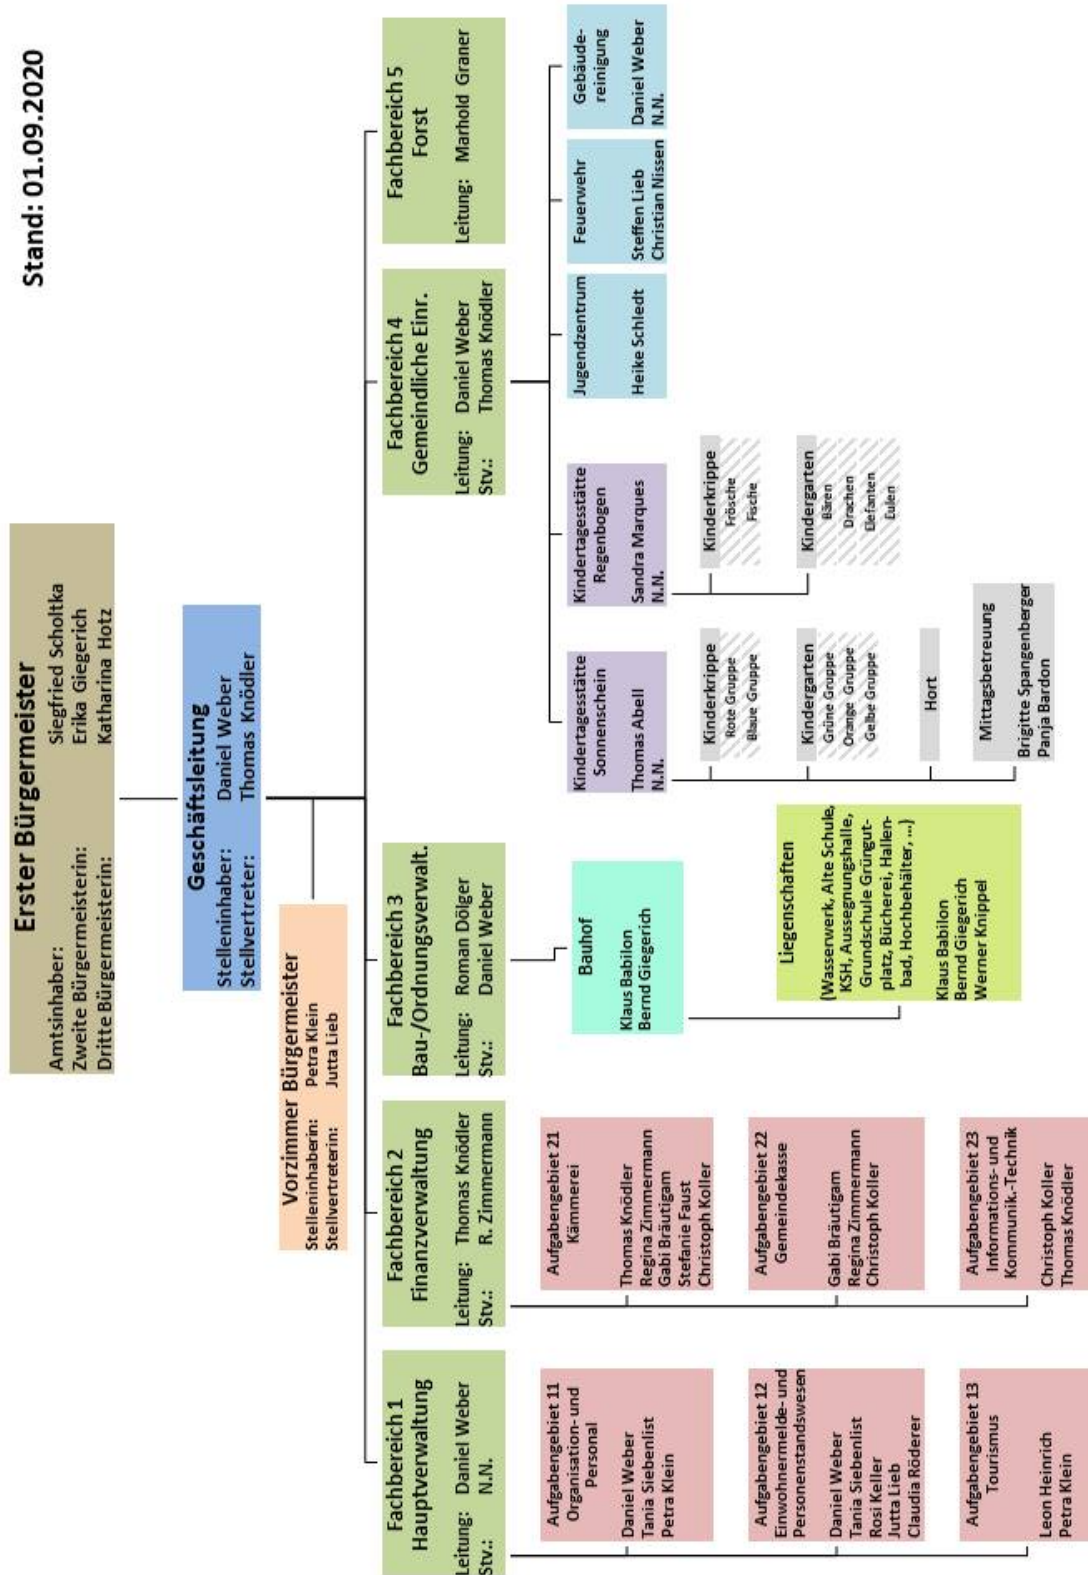 Stand: 01.09.2020
Erster Bürgermeister
Amtsinhaber: Siegfried Scholtka
Zweite Bürgermeisterin: Erika Giegerich
Dritte Bürgermeisterin: Katharina Hotz
Geschäftsleitung
Stelleninhaber: Daniel Weber
Stellvertreter: Thomas Knödler
Vorzimmer Bürgermeister
Stelleninhaberin: Petra Klein
Stellvertreterin: Jutta Lieb
Fachbereich 1
Hauptverwaltung
Leitung: Daniel Weber
Stv.: N.N.
Aufgabengebiet 11
Organisation- und
Personal
Daniel Weber
Tania Siebenlist
Petra Klein
Aufgabengebiet 12
Einwohnermelde- und
Personenstandswesen
Daniel Weber
Tania Siebenlist
Rosi Keller
Jutta Lieb
Claudia Röderer
Aufgabengebiet 13
Tourismus
Leon Heinrich
Petra Klein
Fachbereich 2
Finanzverwaltung
Leitung: Thomas Knödler
Stv.: R. Zimmermann
Aufgabengebiet 21
Kämmerei
Thomas Knödler
Regina Zimmermann
Gabi Bräutigam
Stefanie Faust
Christoph Koller
Aufgabengebiet 22
Gemeindekasse
Gabi Bräutigam
Regina Zimmermann
Christoph Koller
Aufgabengebiet 23
Informations- und
Kommunik.-Technik
Christoph Koller
Thomas Knödler
Fachbereich 3
Bau-/Ordnungsverwalt.
Leitung: Roman Dölger
Stv.: Daniel Weber
Bauhof
Klaus Babilon
Bernd Giegerich
Liegenschaften
(Wasserwerk, Alte Schule,
KSH, Aussegnungshalle,
Grundschule Grüngut-
platz, Bücherei, Hallen-
bad, Hochbehälter, ...)
Klaus Babilon
Bernd Giegerich
Werner Knippel
Fachbereich 4
Gemeindliche Einr.
Leitung: Daniel Weber
Stv.: Thomas Knödler
Kindertagesstätte
Sonnenschein
Thomas Abell
N.N.
Kinderkrippe
Rote Gruppe
Blaue Gruppe
Kindergarten
Grüne Gruppe
Orange Gruppe
Gelbe Gruppe
Hort
Mittagsbetreuung
Brigitte Spangenberger
Panja Bardon
Kindertagesstätte
Regenbogen
Sandra Marques
N.N.
Kinderkrippe
Frösche
Fische
Kindergarten
Bären
Drachen
Elefanten
Eulen
Jugendzentrum
Heike Schledt
Feuerwehr
Steffen Lieb
Christian Nissen
Gebäude-
reinigung
Daniel Weber
N.N.
Fachbereich 5
Forst
Leitung: Marhold Graner